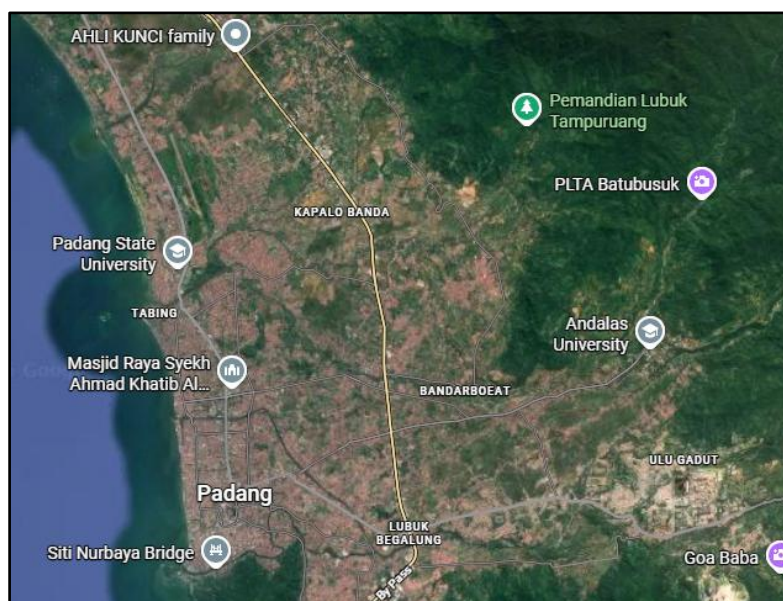 AHLI KUNCI family
Pemandian Lubuk
Tampuruang
PLTA Batubusuk
KAPALO BANDA
Padang State
University
TABING
Andalas
University
Masjid Raya Syekh
Ahmad Khatib Al...
BANDARBOEAT
ULU GADUT
Padang
LUBUK
BEGALUNG
Siti Nurbaya Bridge
Goa Baba
By Pass